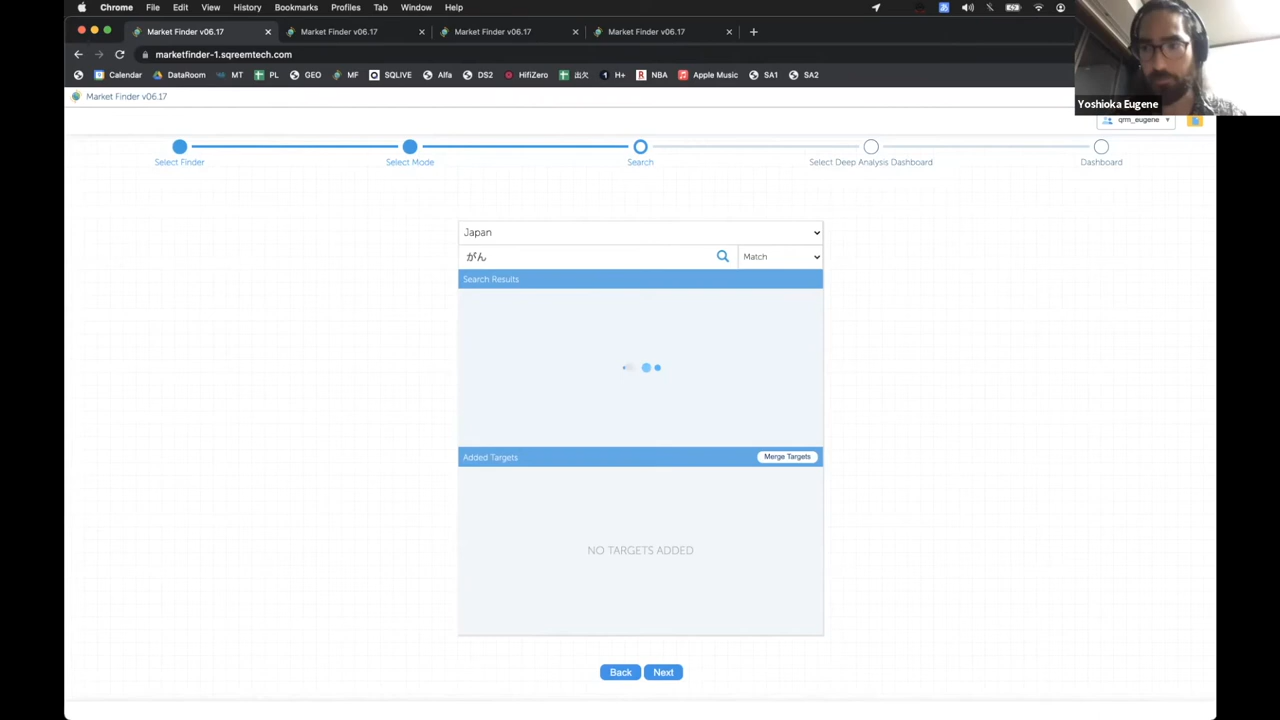 Chrome File Edit View History Bookmarks Profiles Tab Window Help
Market Finder v06.17 Market Finder v06.17 Market Finder v06.17 Market Finder v06.17
marketfinder-1.sqreemtech.com
Calendar DataRoom MT PL GEO MF SQLIVE Alfa DS2 HifiZero 出欠 H+ NBA Apple Music SA1 SA2
Market Finder v06.17
Yoshioka Eugene
qrm_eugene
Select Finder Select Mode Search Select Deep Analysis Dashboard Dashboard
Japan
がん Match
Search Results
Added Targets Merge Targets
NO TARGETS ADDED
Back Next